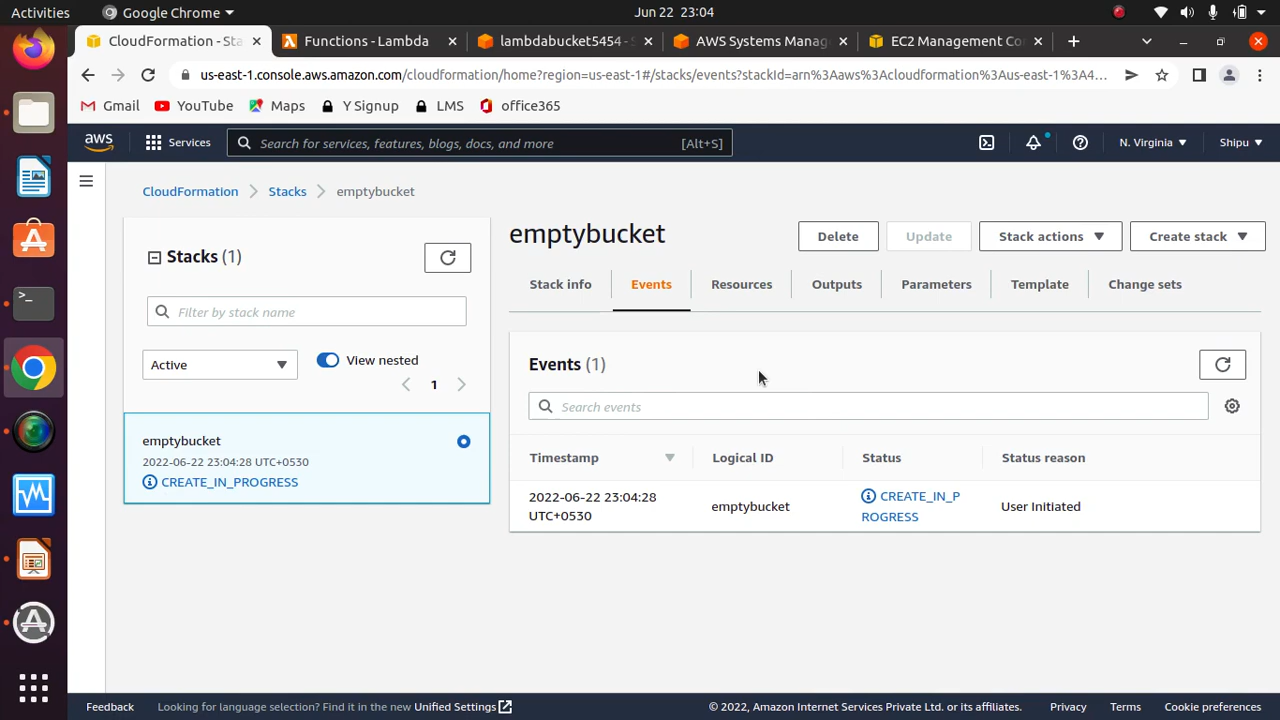 Activities
Google Chrome
Jun 22 23:04
CloudFormation - Sta
Functions - Lambda
lambdabucket5454 - S
AWS Systems Manag
EC2 Management Co
us-east-1.console.aws.amazon.com/cloudformation/home?region=us-east-1#/stacks/events?stackId=arn%3Aaws%3Acloudformation%3Aus-east-1%3A4...
Gmail
YouTube
Maps
Y Signup
LMS
office365
aws
Services
Search for services, features, blogs, docs, and more
[Alt+S]
N. Virginia
Shipu
CloudFormation
Stacks
emptybucket
Stacks (1)
Filter by stack name
Active
View nested
1
emptybucket
2022-06-22 23:04:28 UTC+0530
CREATE_IN_PROGRESS
emptybucket
Delete
Update
Stack actions
Create stack
Stack info
Events
Resources
Outputs
Parameters
Template
Change sets
Events (1)
Search events
Timestamp
Logical ID
Status
Status reason
2022-06-22 23:04:28
UTC+0530
emptybucket
CREATE_IN_P
ROGRESS
User Initiated
Feedback
Looking for language selection? Find it in the new Unified Settings
© 2022, Amazon Internet Services Private Ltd. or its affiliates.
Privacy
Terms
Cookie preferences